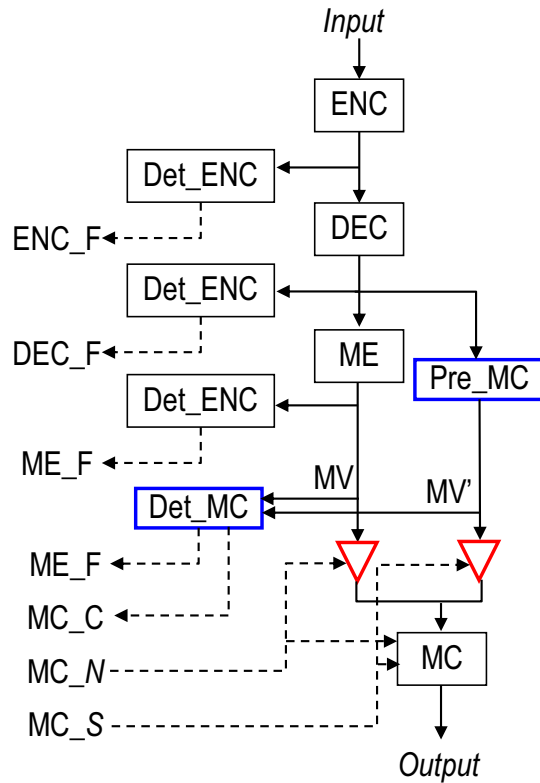 Input
ENC
Det_ENC
ENC_F
DEC
Det_ENC
DEC_F
ME
Pre_MC
Det_ENC
ME_F
MV
MV'
Det_MC
ME_F
MC_C
MC_N
MC
MC_S
Output